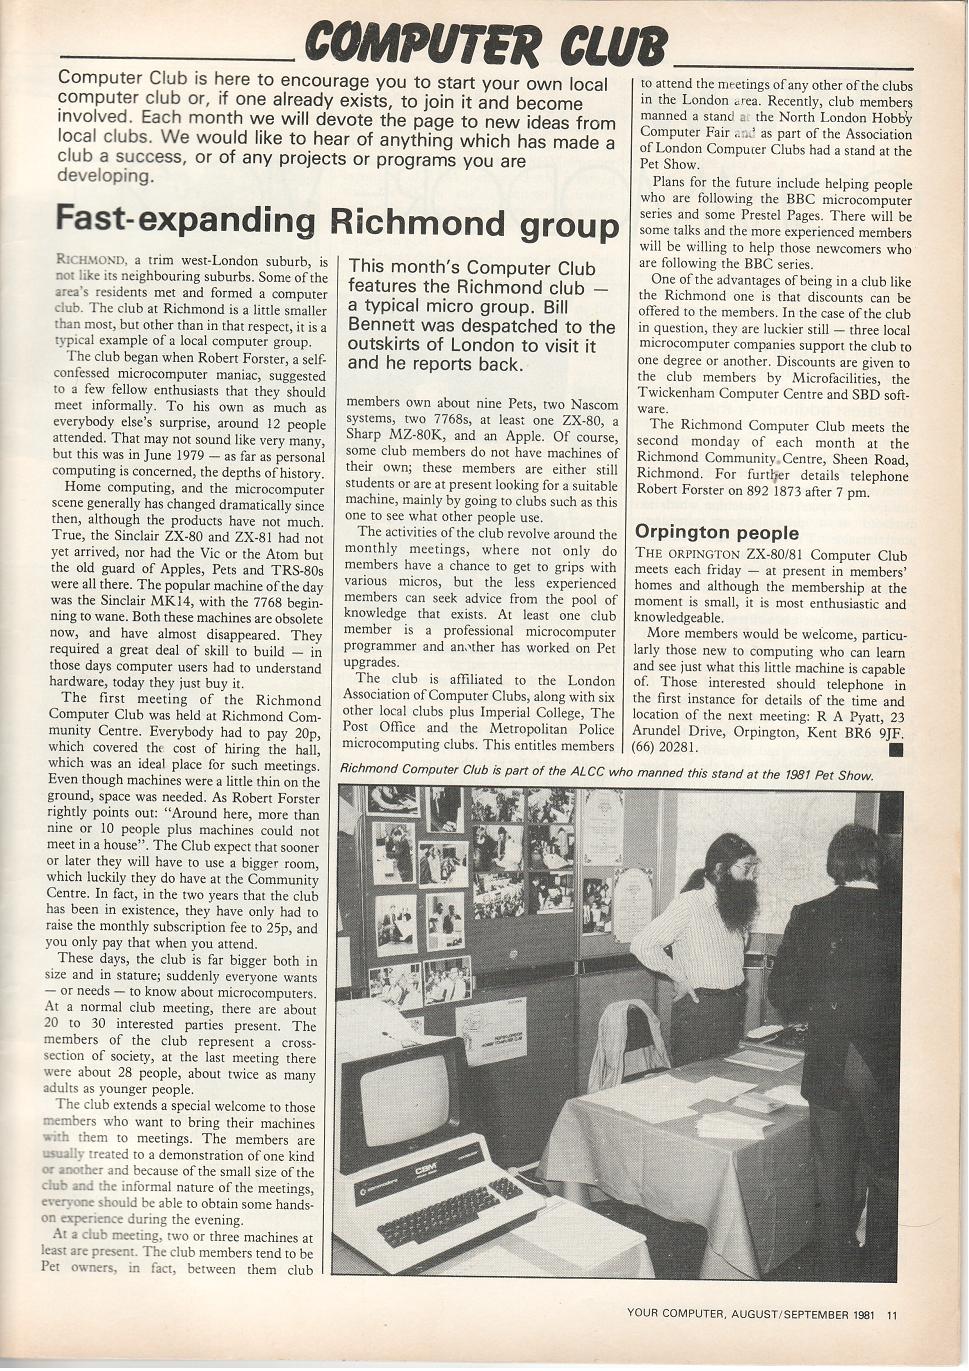 COMPUTER CLUB
Computer Club is here to encourage you to start your own local
computer club or, if one already exists, to join it and become
involved. Each month we will devote the page to new ideas from
local clubs. We would like to hear of anything which has made a
club a success, or of any projects or programs you are
developing.
Fast-expanding Richmond group
RICHMOND, a trim west-London suburb, is
not like its neighbouring suburbs. Some of the
area's residents met and formed a computer
club. The club at Richmond is a little smaller
than most, but other than in that respect, it is a
typical example of a local computer group.
The club began when Robert Forster, a self-
confessed microcomputer maniac, suggested
to a few fellow enthusiasts that they should
meet informally. To his own as much as
everybody else's surprise, around 12 people
attended. That may not sound like very many,
but this was in June 1979 — as far as personal
computing is concerned, the depths of history.
Home computing, and the microcomputer
scene generally has changed dramatically since
then, although the products have not much.
True, the Sinclair ZX-80 and ZX-81 had not
yet arrived, nor had the Vic or the Atom but
the old guard of Apples, Pets and TRS-80s
were all there. The popular machine of the day
was the Sinclair MK14, with the 7768 begin-
ning to wane. Both these machines are obsolete
now, and have almost disappeared. They
required a great deal of skill to build — in
those days computer users had to understand
hardware, today they just buy it.
The first meeting of the Richmond
Computer Club was held at Richmond Com-
munity Centre. Everybody had to pay 20p,
which covered the cost of hiring the hall,
which was an ideal place for such meetings.
Even though machines were a little thin on the
ground, space was needed. As Robert Forster
rightly points out: "Around here, more than
nine or 10 people plus machines could not
meet in a house". The Club expect that sooner
or later they will have to use a bigger room,
which luckily they do have at the Community
Centre. In fact, in the two years that the club
has been in existence, they have only had to
raise the monthly subscription fee to 25p, and
you only pay that when you attend.
These days, the club is far bigger both in
size and in stature; suddenly everyone wants
— or needs — to know about microcomputers.
At a normal club meeting, there are about
20 to 30 interested parties present. The
members of the club represent a cross-
section of society, at the last meeting there
were about 28 people, about twice as many
adults as younger people.
The club extends a special welcome to those
members who want to bring their machines
with them to meetings. The members are
usually treated to a demonstration of one kind
or another and because of the small size of the
club and the informal nature of the meetings,
everyone should be able to obtain some hands-
on experience during the evening.
At a club meeting, two or three machines at
least are present. The club members tend to be
Pet owners, in fact, between them club
This month's Computer Club
features the Richmond club —
a typical micro group. Bill
Bennett was despatched to the
outskirts of London to visit it
and he reports back.
members own about nine Pets, two Nascom
systems, two 7768s, at least one ZX-80, a
Sharp MZ-80K, and an Apple. Of course,
some club members do not have machines of
their own; these members are either still
students or are at present looking for a suitable
machine, mainly by going to clubs such as this
one to see what other people use.
The activities of the club revolve around the
monthly meetings, where not only do
members have a chance to get to grips with
various micros, but the less experienced
members can seek advice from the pool of
knowledge that exists. At least one club
member is a professional microcomputer
programmer and another has worked on Pet
upgrades.
The club is affiliated to the London
Association of Computer Clubs, along with six
other local clubs plus Imperial College, The
Post Office and the Metropolitan Police
microcomputing clubs. This entitles members
to attend the meetings of any other of the clubs
in the London area. Recently, club members
manned a stand at the North London Hobby
Computer Fair and as part of the Association
of London Computer Clubs had a stand at the
Pet Show.
Plans for the future include helping people
who are following the BBC microcomputer
series and some Prestel Pages. There will be
some talks and the more experienced members
will be willing to help those newcomers who
are following the BBC series.
One of the advantages of being in a club like
the Richmond one is that discounts can be
offered to the members. In the case of the club
in question, they are luckier still — three local
microcomputer companies support the club to
one degree or another. Discounts are given to
the club members by Microfacilities, the
Twickenham Computer Centre and SBD soft-
ware.
The Richmond Computer Club meets the
second monday of each month at the
Richmond Community Centre, Sheen Road,
Richmond. For further details telephone
Robert Forster on 892 1873 after 7 pm.
Orpington people
THE ORPINGTON ZX-80/81 Computer Club
meets each friday — at present in members'
homes and although the membership at the
moment is small, it is most enthusiastic and
knowledgeable.
More members would be welcome, particu-
larly those new to computing who can learn
and see just what this little machine is capable
of. Those interested should telephone in
the first instance for details of the time and
location of the next meeting: R A Pyatt, 23
Arundel Drive, Orpington, Kent BR6 9JF.
(66) 20281.
Richmond Computer Club is part of the ALCC who manned this stand at the 1981 Pet Show.
NORTH LONDON
HOBBY COMPUTER CLUB
commodore CBM
YOUR COMPUTER, AUGUST/SEPTEMBER 1981 11